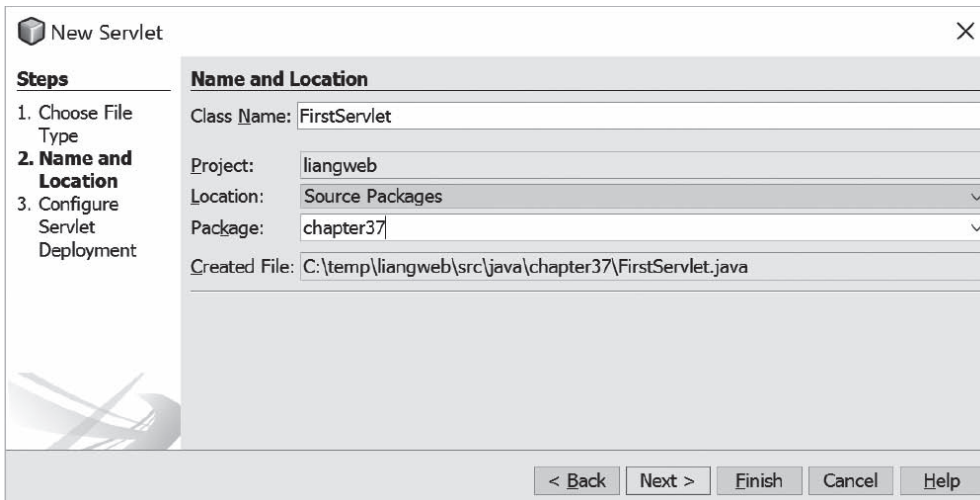 New Servlet
Steps
1. Choose File
Type
2. Name and
Location
3. Configure
Servlet
Deployment
Name and Location
Class Name: FirstServlet
Project: liangweb
Location: Source Packages
Package: chapter37
Created File: C:\temp\liangweb\src\java\chapter37\FirstServlet.java
< Back Next > Finish Cancel Help